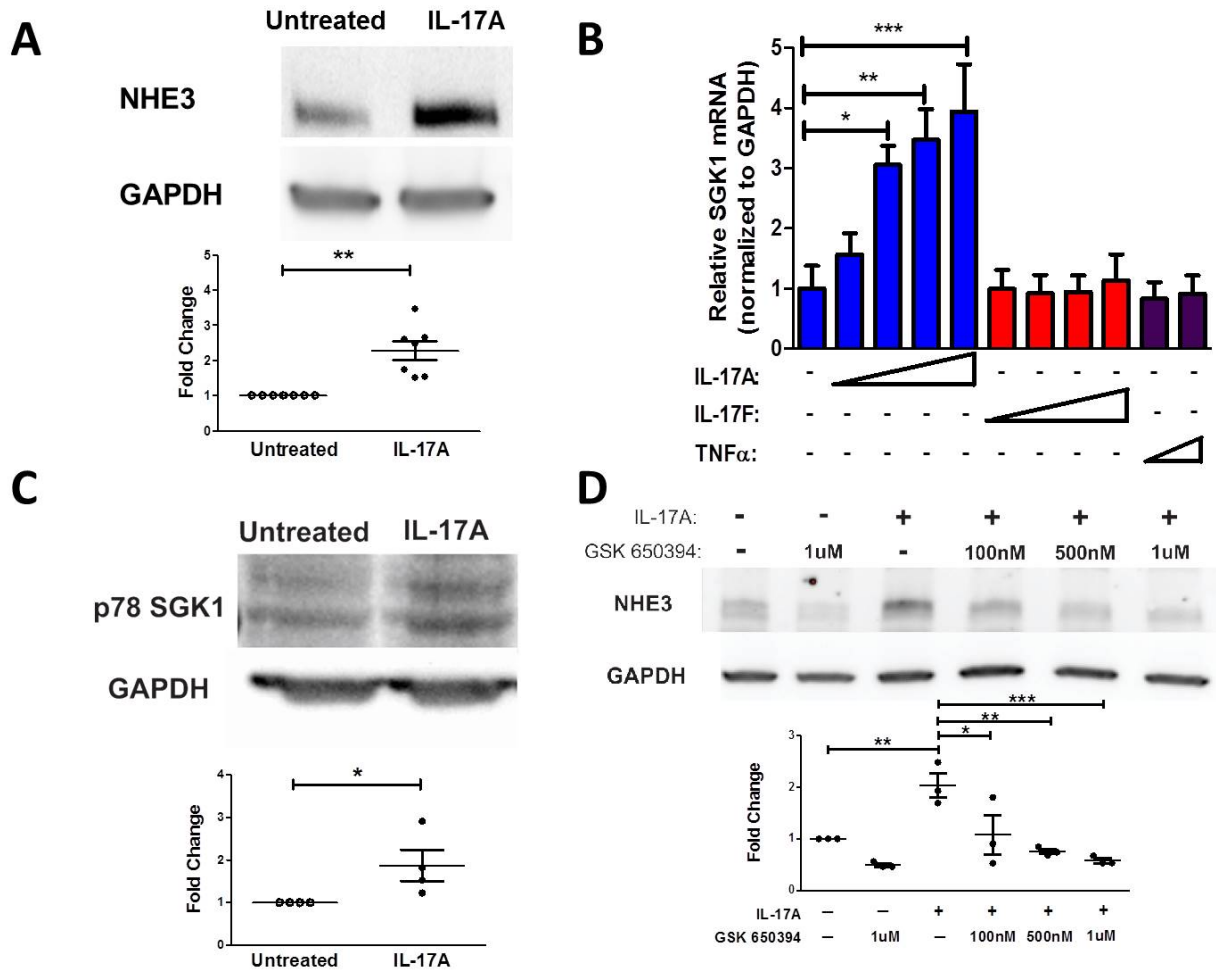 A
Untreated IL-17A
NHE3
GAPDH
**
5
4
3
2
1
0
Fold Change
Untreated IL-17A
B
***
**
*
5
4
3
2
1
0
Relative SGK1 mRNA
(normalized to GAPDH)
IL-17A: - - - - - - -
IL-17F: - - - - - - -
TNFα: - - - - - - - - -
C
Untreated IL-17A
p78 SGK1
GAPDH
*
4
3
2
1
0
Fold Change
Untreated IL-17A
D
IL-17A: - - + + + +
GSK 650394: - 1uM - 100nM 500nM 1uM
NHE3
GAPDH
***
**
** *
3
2
1
0
Fold Change
IL-17A – – + + + +
GSK 650394 – 1uM – 100nM 500nM 1uM